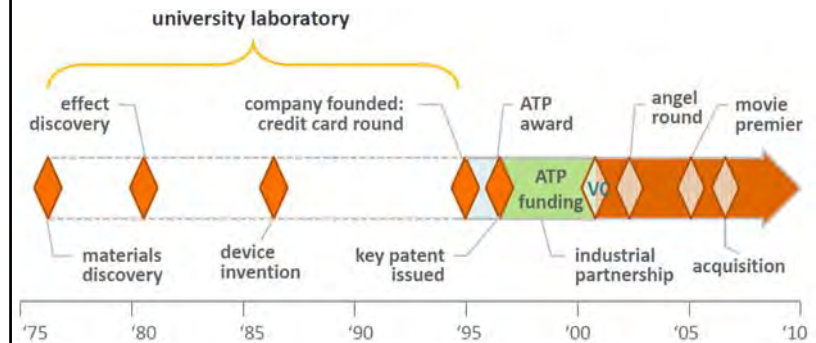 university laboratory
effect
discovery
company founded:
credit card round
ATP
award
angel
round
movie
premier
ATP
funding
VC
materials
discovery
device
invention
key patent
issued
industrial
partnership
acquisition
‘75 ‘80 ‘85 ‘90 ‘95 ‘00 ‘05 ‘10